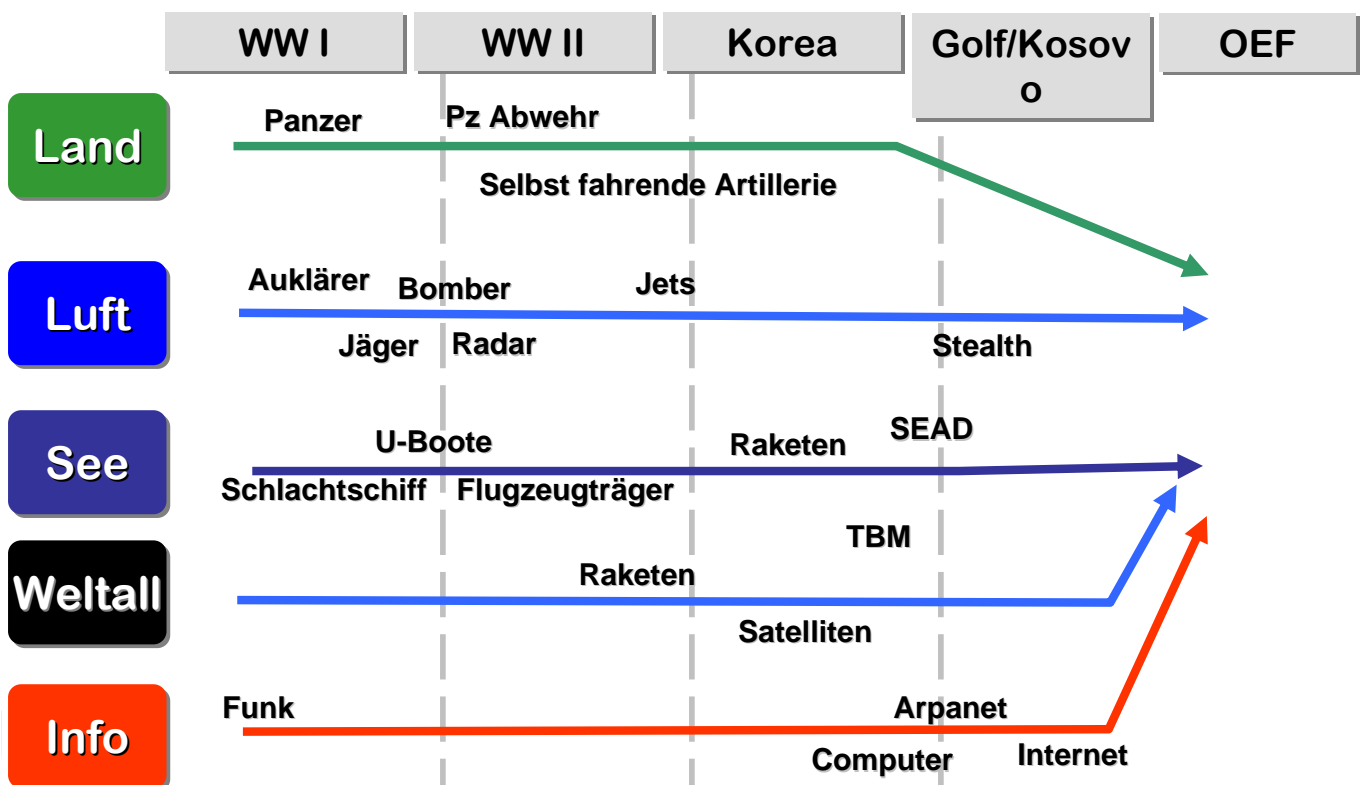 WW I
WW II
Korea
Golf/Kosov
o
OEF
Land
Panzer
Pz Abwehr
Selbst fahrende Artillerie
Luft
Auklärer
Bomber
Jets
Jäger
Radar
Stealth
See
U-Boote
Raketen
SEAD
Schlachtschiff
Flugzeugträger
TBM
Weltall
Raketen
Satelliten
Info
Funk
Arpanet
Computer
Internet